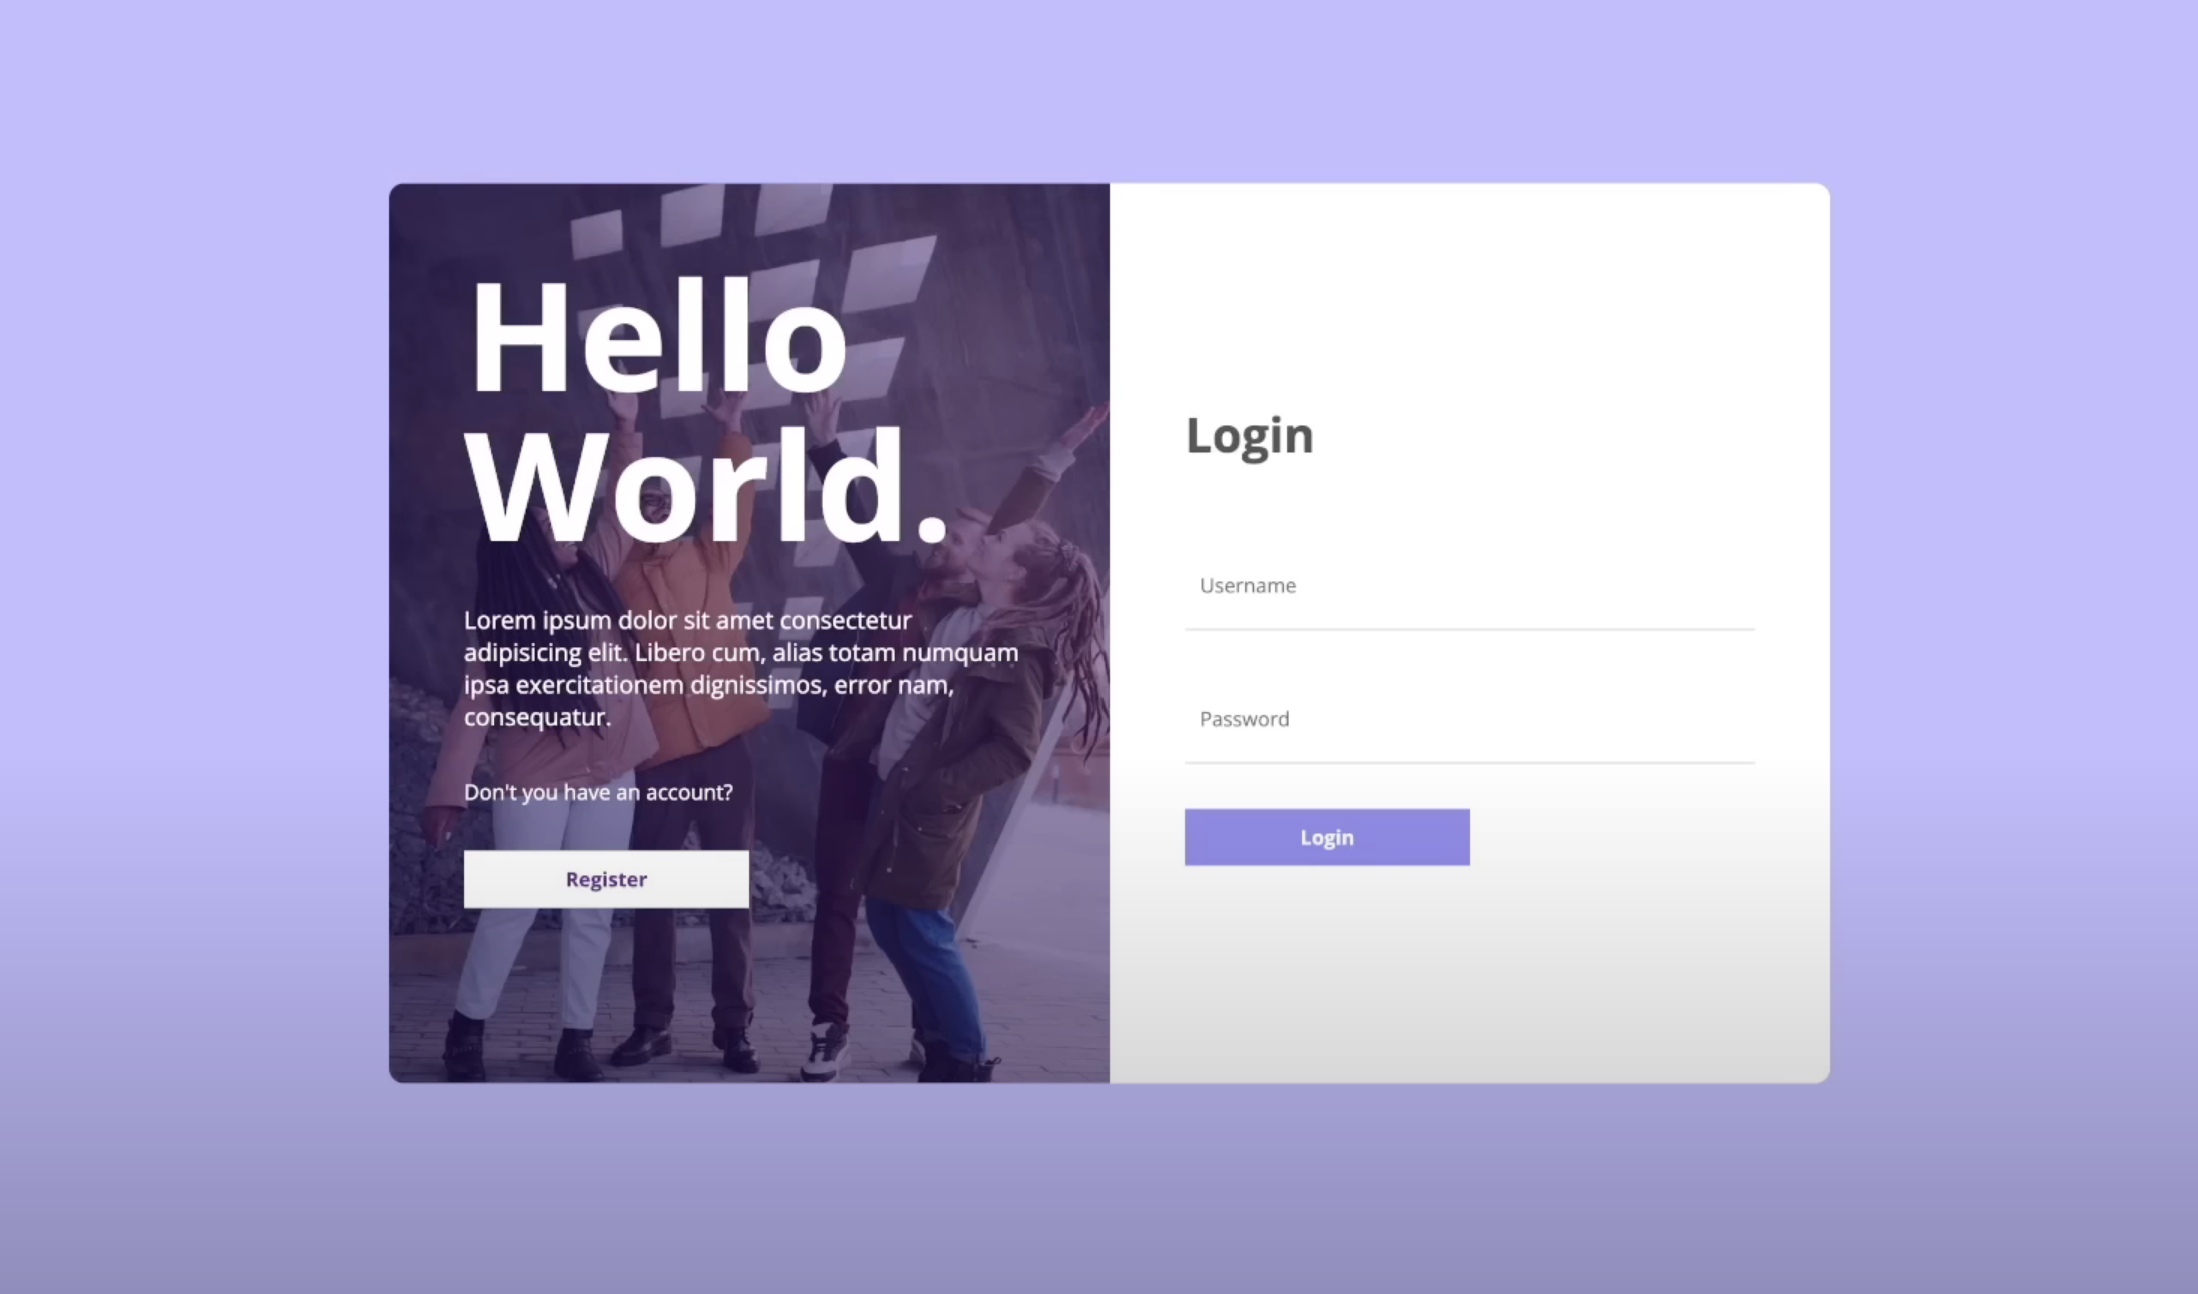 Hello
World.
Lorem ipsum dolor sit amet consectetur
adipisicing elit. Libero cum, alias totam numquam
ipsa exercitationem dignissimos, error nam,
consequatur.
Don't you have an account?
Register
Login
Username
Password
Login